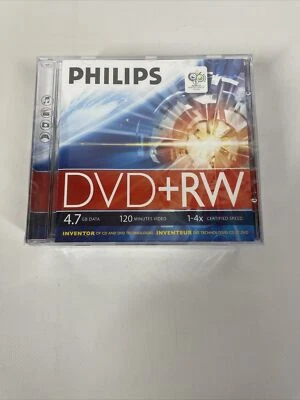 PHILIPS
DVD+RW
4.7 GB DATA 120 MINUTES VIDEO 1-4x CERTIFIED SPEED
INVENTOR OF CD AND DVD TECHNOLOGIES INVENTEUR DES TECHNOLOGIES CD ET DVD